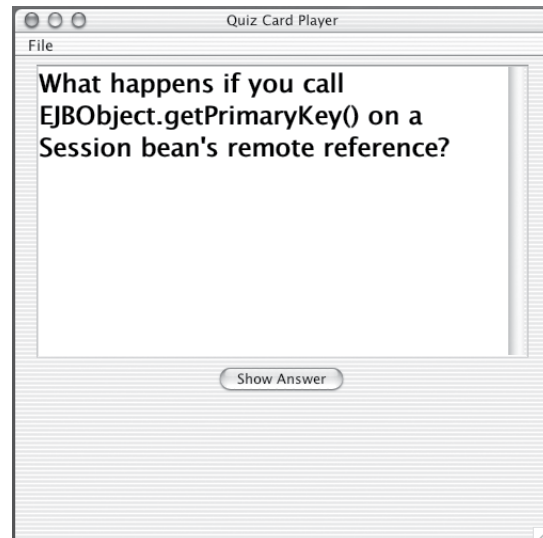 Quiz Card Player
File
What happens if you call
EJBObject.getPrimaryKey() on a
Session bean's remote reference?
Show Answer